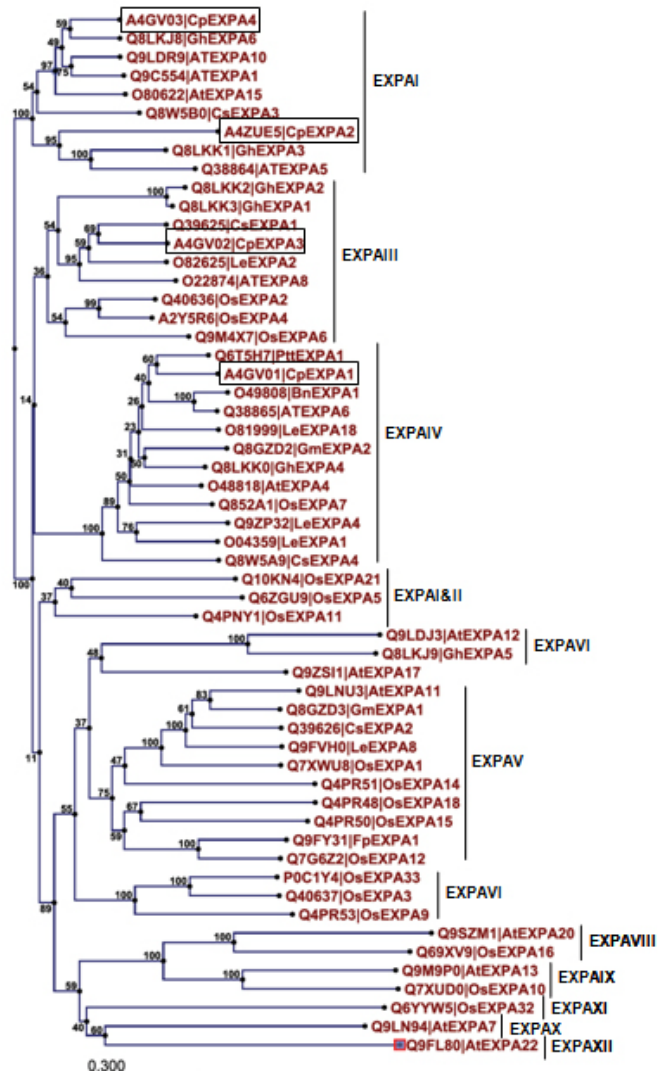 59 A4GV03|CpEXPA4
49 Q8LKJ8|GhEXPA6
97 Q9LDR9|ATEXPA10
75 Q9C554|ATEXPA1
EXPAI
54 O80622|AtEXPA15
100 Q8W5B0|CsEXPA3
A4ZUE5|CpEXPA2
95
100 Q8LKK1|GhEXPA3
Q38864|ATEXPA5
100 Q8LKK2|GhEXPA2
Q8LKK3|GhEXPA1
54 69 Q39625|CsEXPA1
59 A4GV02|CpEXPA3
EXPAIII
95 O82625|LeEXPA2
36 O22874|ATEXPA8
99 Q40636|OsEXPA2
54 A2Y5R6|OsEXPA4
Q9M4X7|OsEXPA6
60 Q6T5H7|PttEXPA1
40 A4GV01|CpEXPA1
14
26 100 O49808|BnEXPA1
Q38865|ATEXPA6
23 O81999|LeEXPA18
EXPAIV
31 Q8GZD2|GmEXPA2
50 Q8LKK0|GhEXPA4
50 O48818|AtEXPA4
89 Q852A1|OsEXPA7
76 Q9ZP32|LeEXPA4
100 O04359|LeEXPA1
Q8W5A9|CsEXPA4
100 40 Q10KN4|OsEXPA21
37 Q6ZGU9|OsEXPA5
EXPAI&II
Q4PNY1|OsEXPA11
100 Q9LDJ3|AtEXPA12
EXPAVI
48 Q8LKJ9|GhEXPA5
Q9ZSI1|AtEXPA17
83 Q9LNU3|AtEXPA11
61 Q8GZD3|GmEXPA1
37 Q39626|CsEXPA2
100 Q9FVH0|LeEXPA8
EXPAV
11 47 Q7XWU8|OsEXPA1
Q4PR51|OsEXPA14
75 67 Q4PR48|OsEXPA18
55 Q4PR50|OsEXPA15
59 100 Q9FY31|FpEXPA1
Q7G6Z2|OsEXPA12
100 P0C1Y4|OsEXPA33
100 Q40637|OsEXPA3
EXPAVI
89 Q4PR53|OsEXPA9
100 Q9SZM1|AtEXPA20
EXPAVIII
100 Q69XV9|OsEXPA16
59 100 Q9M9P0|AtEXPA13
EXPAIX
Q7XUD0|OsEXPA10
Q6YYW5|OsEXPA32
EXPAXI
40 60 Q9LN94|AtEXPA7
EXPAX
Q9FL80|AtEXPA22
EXPAXII
0.300